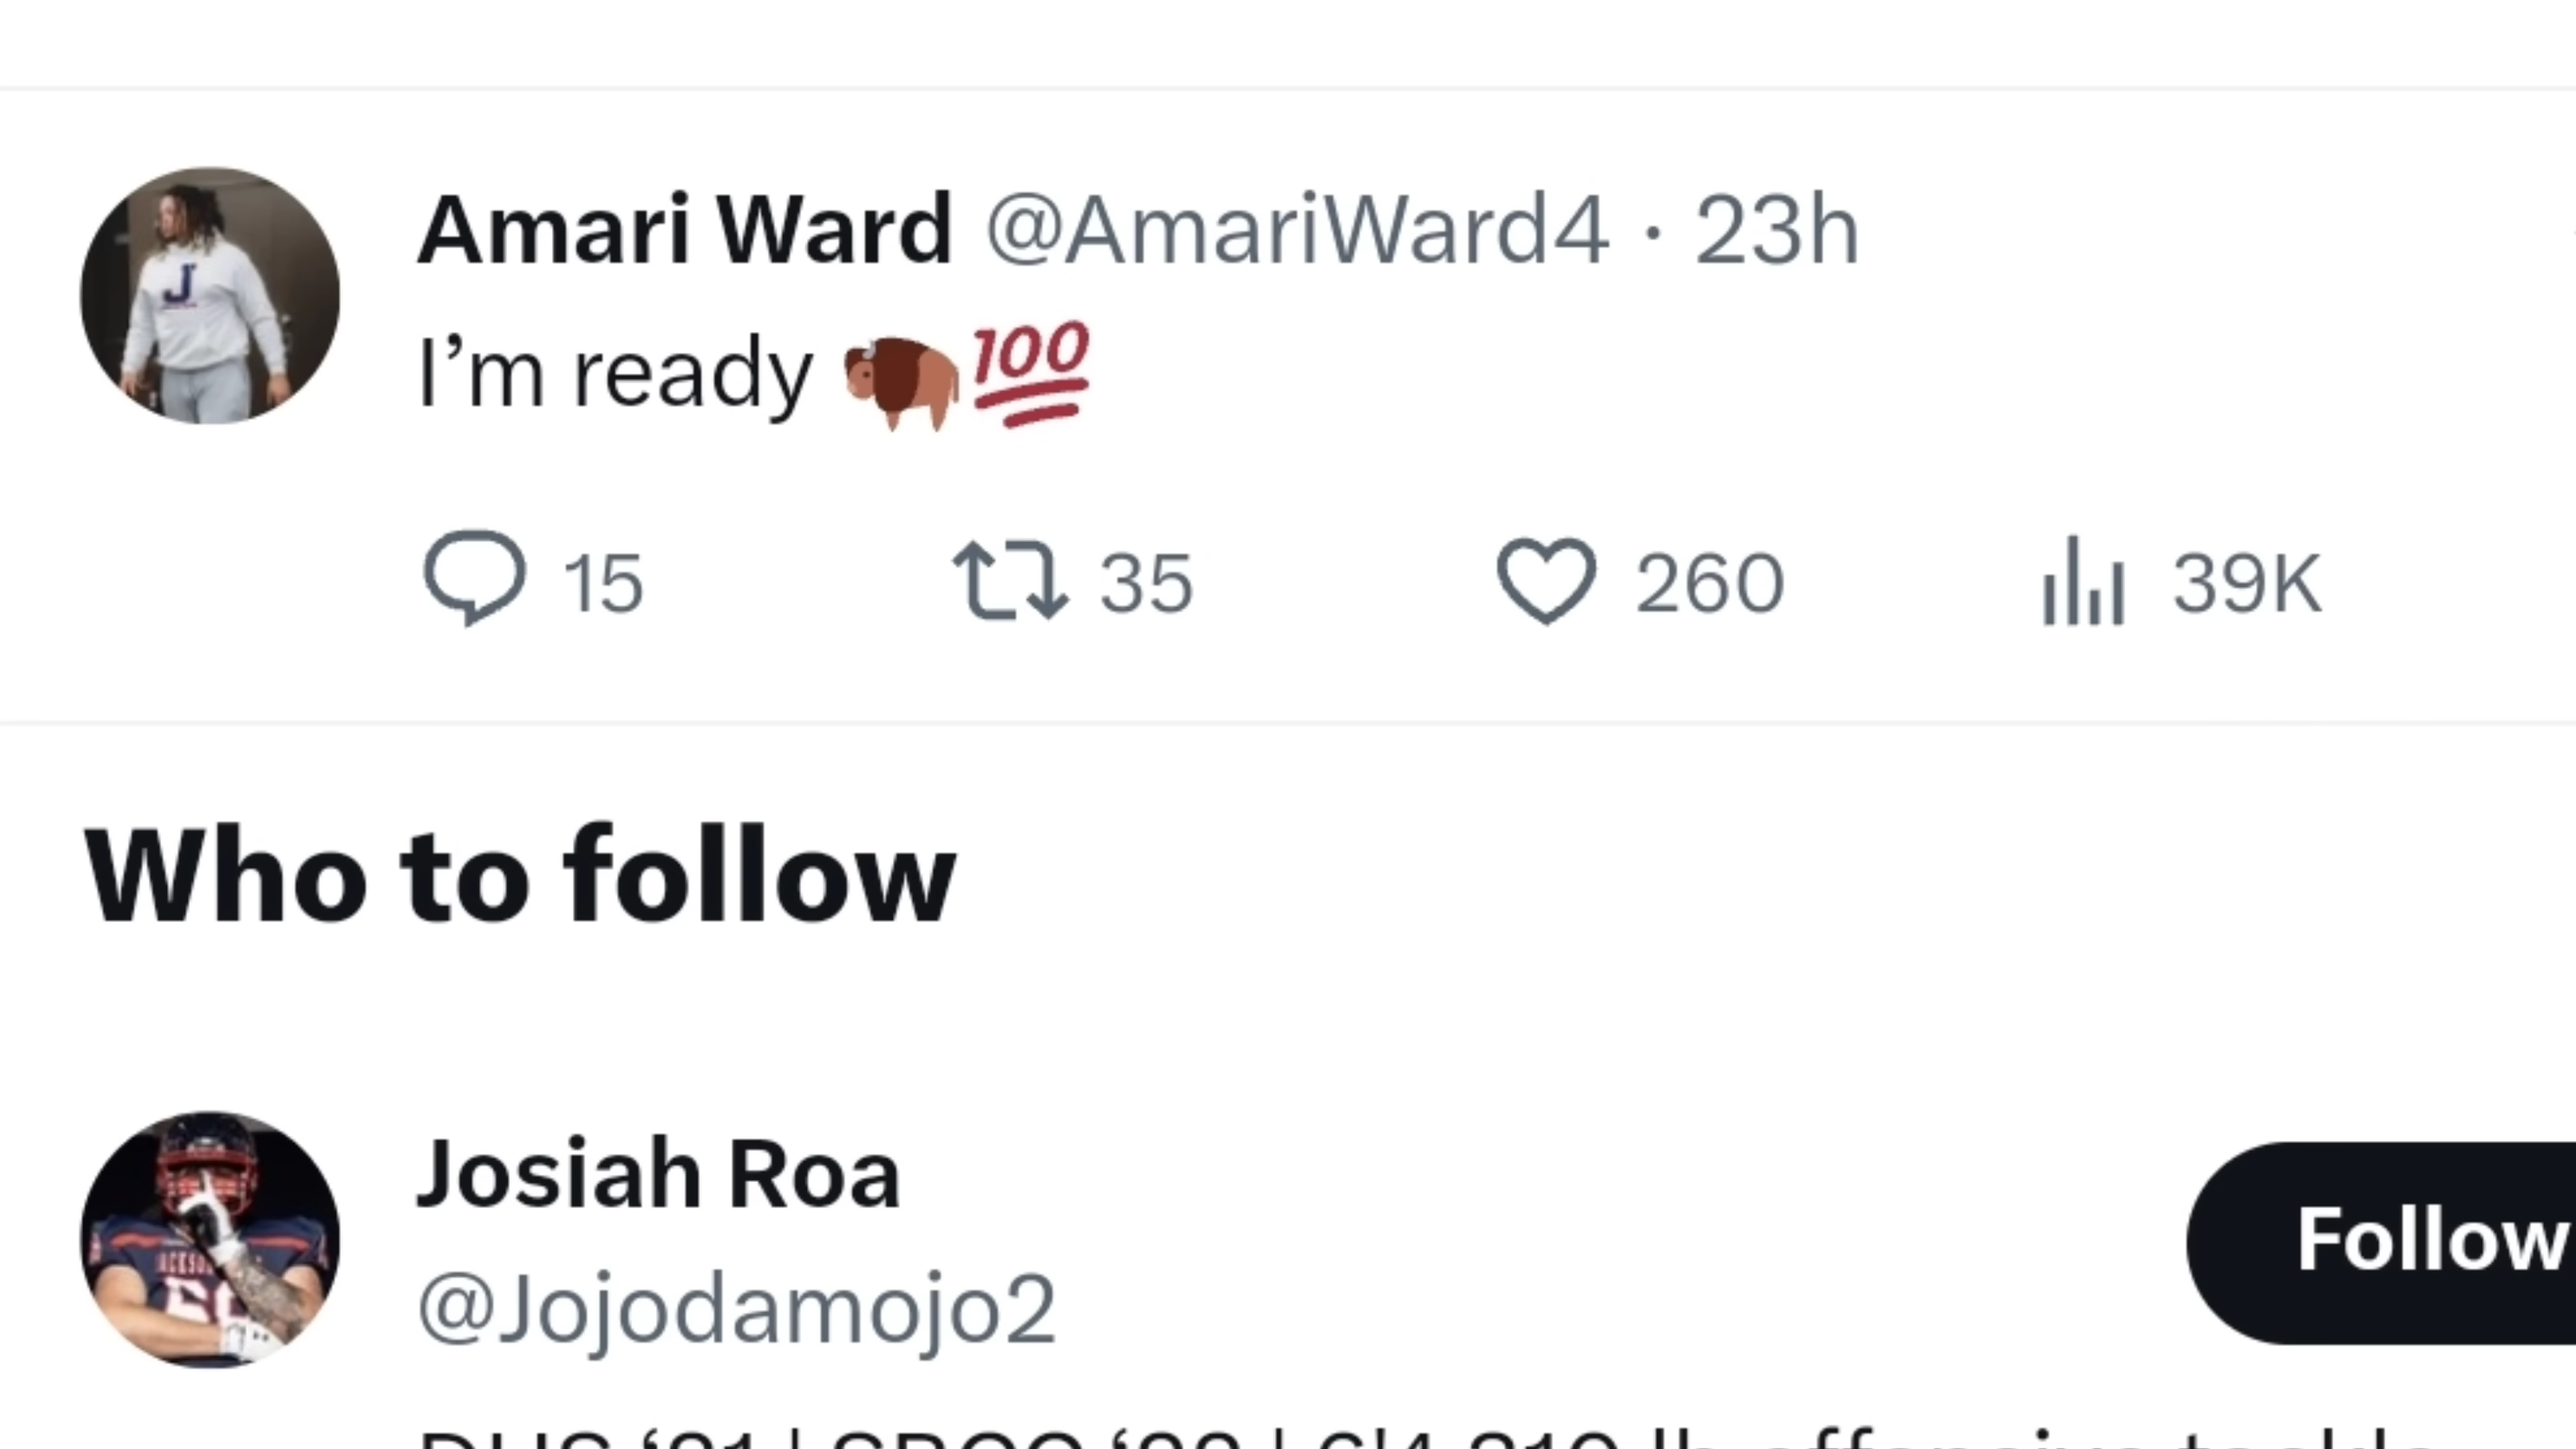 Amari Ward @AmariWard4 · 23h
I’m ready 🦬💯
15 35 260 39K
Who to follow
Josiah Roa
Follow
@Jojodamojo2